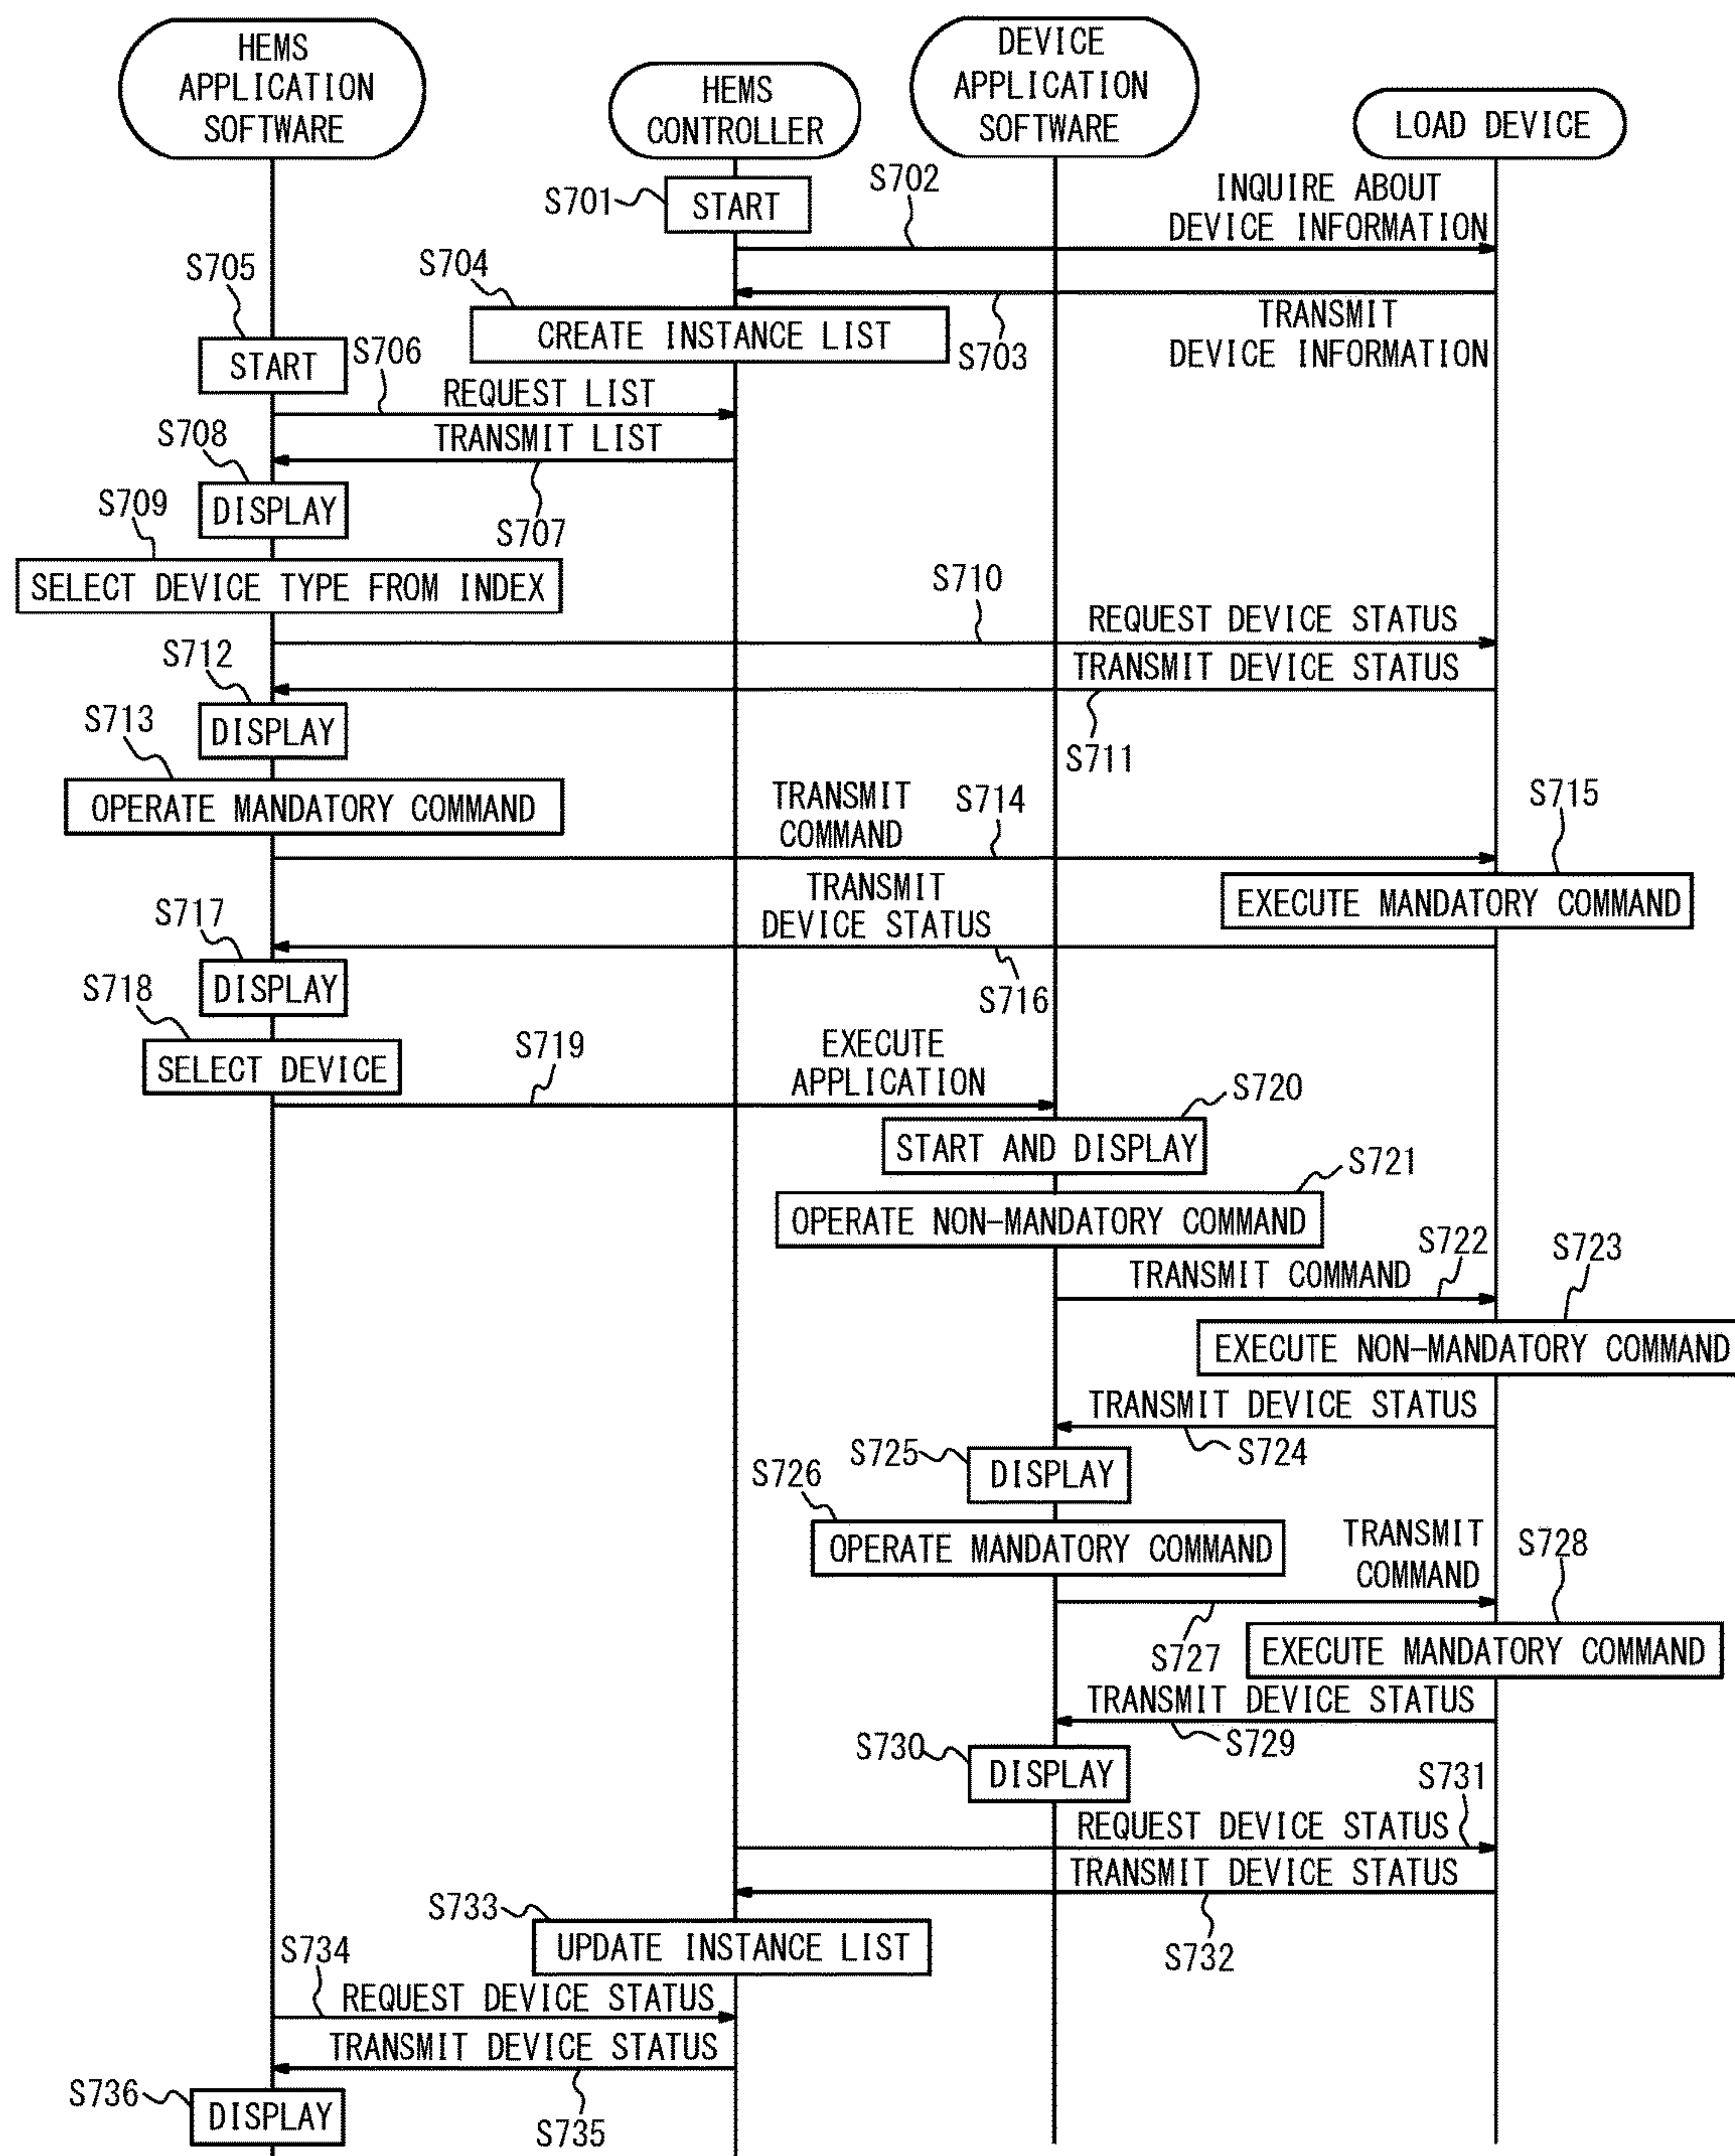 HEMS
APPLICATION
SOFTWARE
HEMS
CONTROLLER
DEVICE
APPLICATION
SOFTWARE
LOAD DEVICE
S701
START
S702
INQUIRE ABOUT
DEVICE INFORMATION
S705
S704
CREATE INSTANCE LIST
S703
TRANSMIT
DEVICE INFORMATION
START
S706
REQUEST LIST
S708
TRANSMIT LIST
S709
DISPLAY
S707
SELECT DEVICE TYPE FROM INDEX
S710
REQUEST DEVICE STATUS
S712
TRANSMIT DEVICE STATUS
S713
DISPLAY
S711
OPERATE MANDATORY COMMAND
TRANSMIT
COMMAND
S714
S715
TRANSMIT
DEVICE STATUS
EXECUTE MANDATORY COMMAND
S717
S718
DISPLAY
S716
SELECT DEVICE
S719
EXECUTE
APPLICATION
S720
START AND DISPLAY
S721
OPERATE NON-MANDATORY COMMAND
S722
S723
TRANSMIT COMMAND
EXECUTE NON-MANDATORY COMMAND
TRANSMIT DEVICE STATUS
S725
S724
S726
DISPLAY
OPERATE MANDATORY COMMAND
TRANSMIT
COMMAND
S728
S727
EXECUTE MANDATORY COMMAND
TRANSMIT DEVICE STATUS
S730
S729
DISPLAY
S731
REQUEST DEVICE STATUS
TRANSMIT DEVICE STATUS
S733
UPDATE INSTANCE LIST
S732
S734
REQUEST DEVICE STATUS
TRANSMIT DEVICE STATUS
S736
DISPLAY
S735